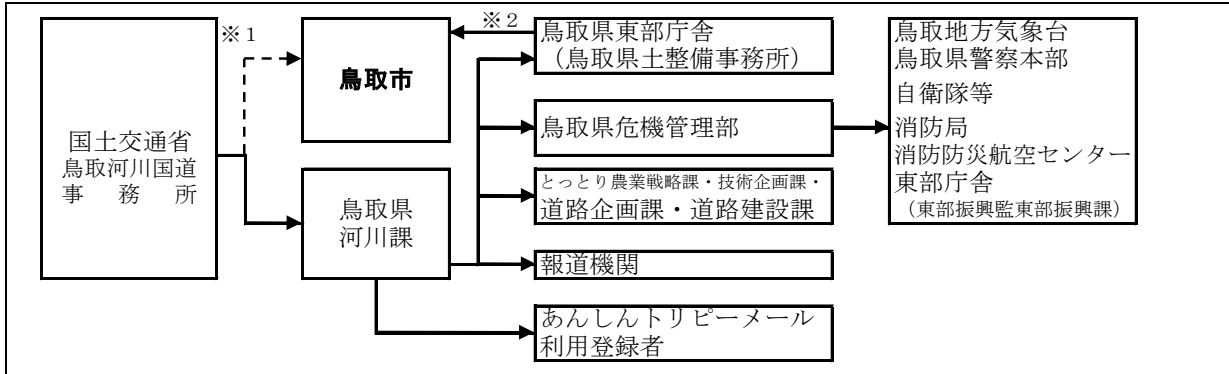 国土交通省
鳥取河川国道
事務所
※1
鳥取市
鳥取県
河川課
※2
鳥取県東部庁舎
（鳥取県土整備事務所）
鳥取県危機管理部
とっとり農業戦略課・技術企画課・
道路企画課・道路建設課
報道機関
あんしんトリピーメール
利用登録者
鳥取地方気象台
鳥取県警察本部
自衛隊等
消防局
消防防災航空センター
東部庁舎
（東部振興監東部振興課）